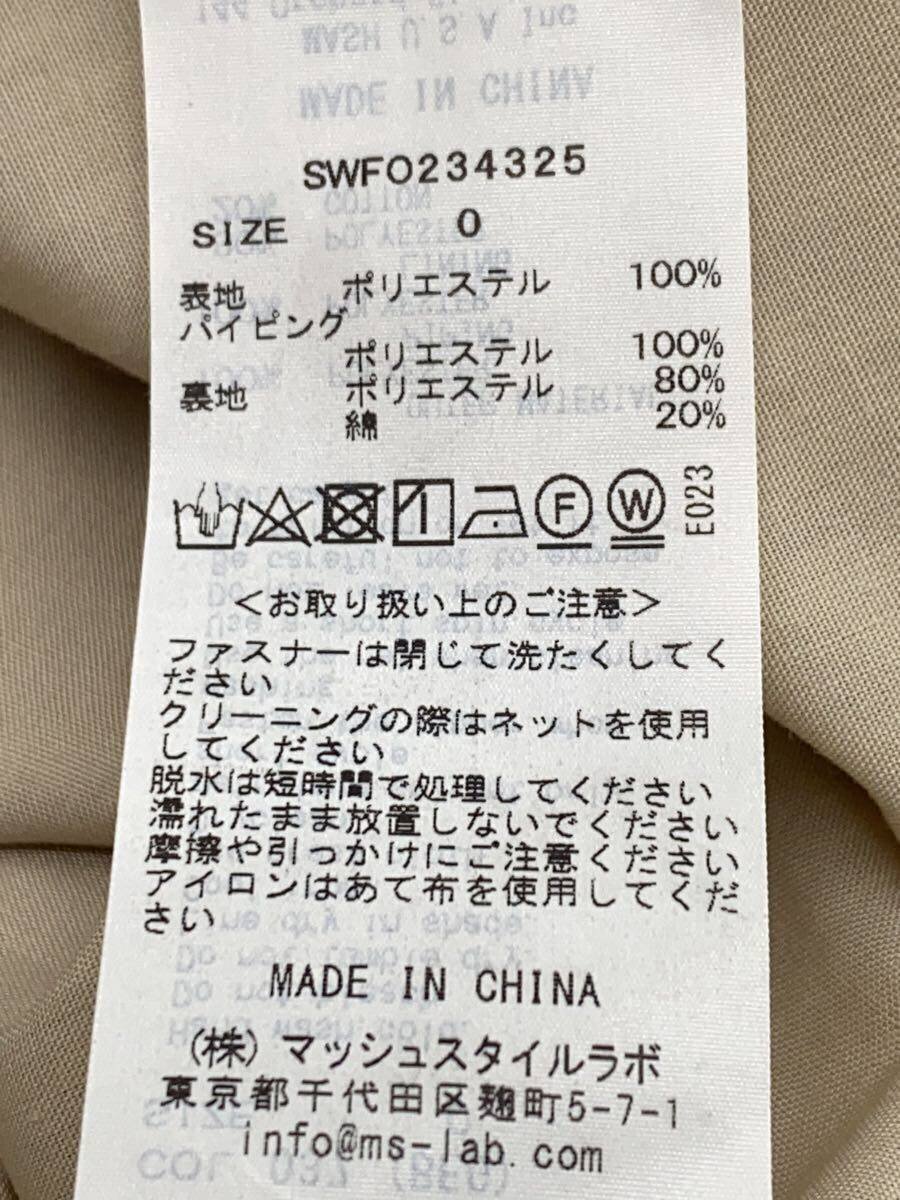 SWFO234325
SIZE 0
表地 ポリエステル 100%
パイピング
ポリエステル 100%
裏地 ポリエステル 80%
綿 20%
F W E023
<お取り扱い上のご注意>
ファスナーは閉じて洗たくしてく
ださい
クリーニングの際はネットを使用
してください
脱水は短時間で処理してください
濡れたまま放置しないでください
摩擦や引っかけにご注意ください
アイロンはあて布を使用してくだ
さい
MADE IN CHINA
(株)マッシュスタイルラボ
東京都千代田区麹町5-7-1
info@ms-lab.com